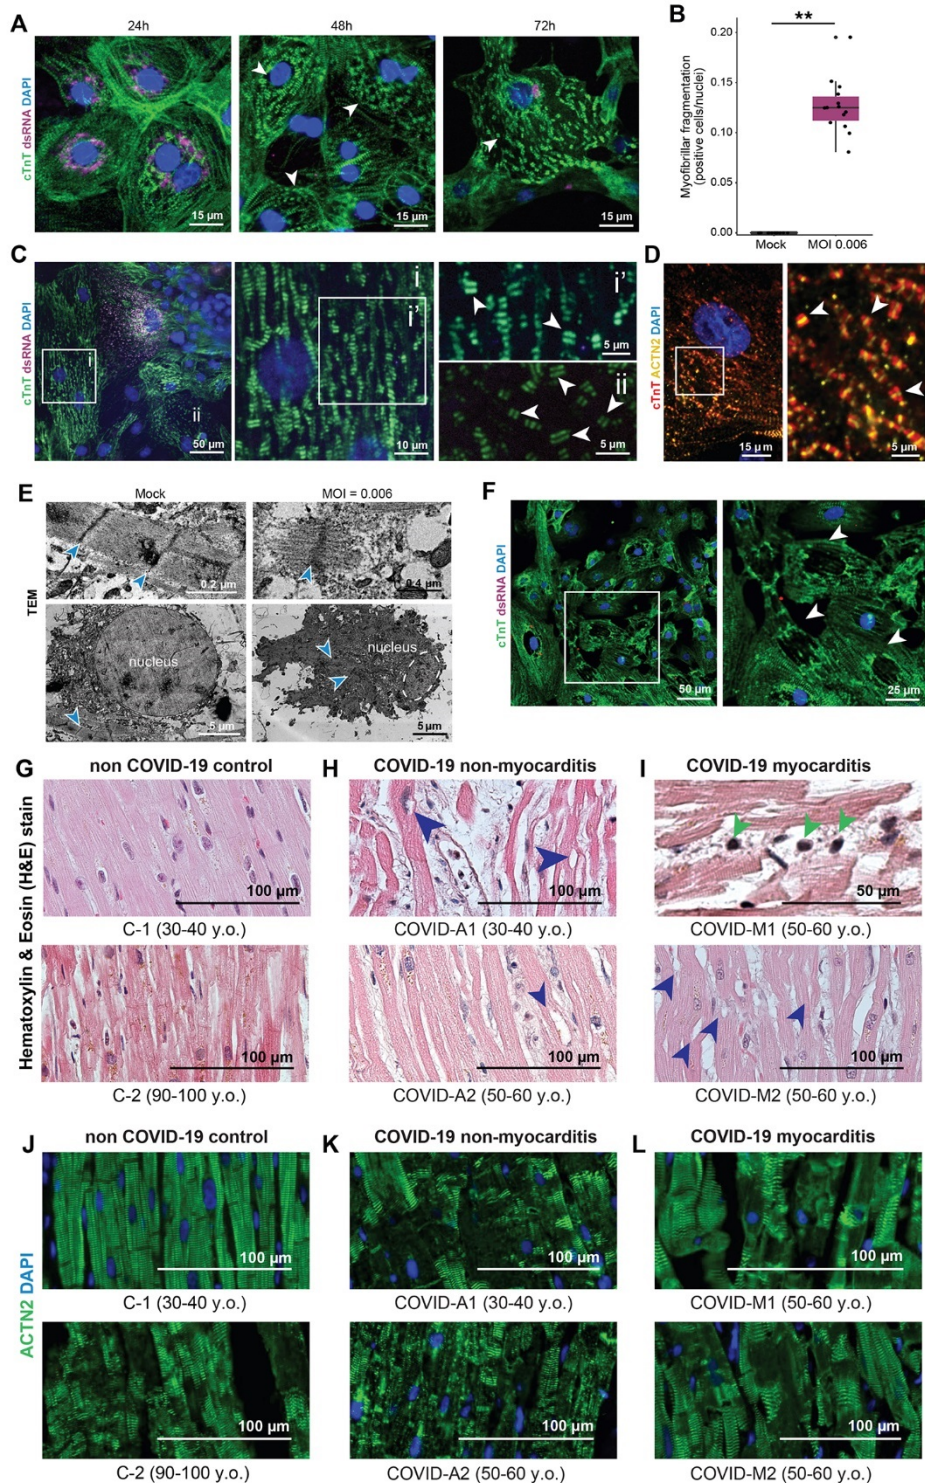 A
24h
48h
72h
cTnT dsRNA DAPI
15 µm
15 µm
15 µm
B
**
Myofibrillar fragmentation
(positive cells/nuclei)
0.20
0.15
0.10
0.05
0.00
Mock
MOI 0.006
C
cTnT dsRNA DAPI
i
ii
50 µm
i
i'
10 µm
i'
5 µm
ii
5 µm
D
cTnT ACTN2 DAPI
15 µm
5 µm
E
Mock
MOI = 0.006
TEM
0.2 µm
0.4 µm
nucleus
5 µm
nucleus
5 µm
F
cTnT dsRNA DAPI
50 µm
25 µm
Hematoxylin & Eosin (H&E) stain
G
non COVID-19 control
H
COVID-19 non-myocarditis
I
COVID-19 myocarditis
100 µm
100 µm
50 µm
C-1 (30-40 y.o.)
COVID-A1 (30-40 y.o.)
COVID-M1 (50-60 y.o.)
100 µm
100 µm
100 µm
C-2 (90-100 y.o.)
COVID-A2 (50-60 y.o.)
COVID-M2 (50-60 y.o.)
ACTN2 DAPI
J
non COVID-19 control
K
COVID-19 non-myocarditis
L
COVID-19 myocarditis
100 µm
100 µm
100 µm
C-1 (30-40 y.o.)
COVID-A1 (30-40 y.o.)
COVID-M1 (50-60 y.o.)
100 µm
100 µm
100 µm
C-2 (90-100 y.o.)
COVID-A2 (50-60 y.o.)
COVID-M2 (50-60 y.o.)